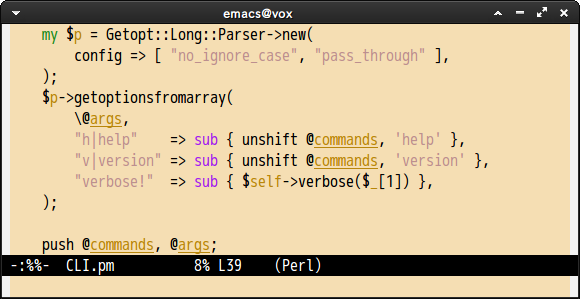 emacs@vox
my $p = Getopt::Long::Parser->new(
    config => [ "no_ignore_case", "pass_through" ],
);
$p->getoptionsfromarray(
    \@args,
    "h|help"    => sub { unshift @commands, 'help' },
    "v|version" => sub { unshift @commands, 'version' },
    "verbose!"  => sub { $self->verbose($_[1]) },
);

push @commands, @args;
-:%%-  CLI.pm         8% L39    (Perl)